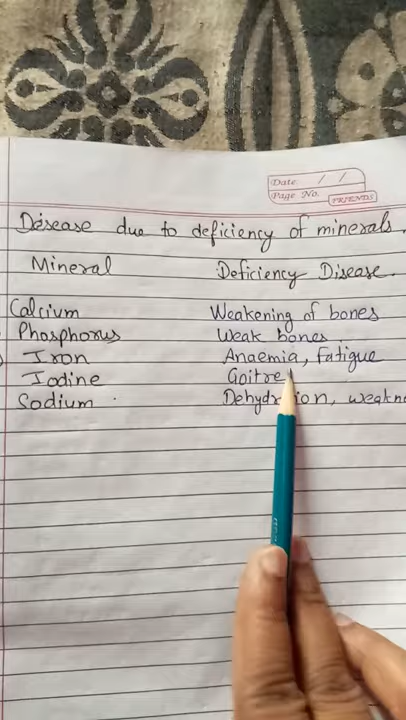 Date / /
Page No.
FRIENDS
Disease due to deficiency of minerals.
Mineral Deficiency Disease.
Calcium Weakening of bones
Phosphorus Weak bones
Iron Anaemia, fatigue
Iodine Goitre
Sodium